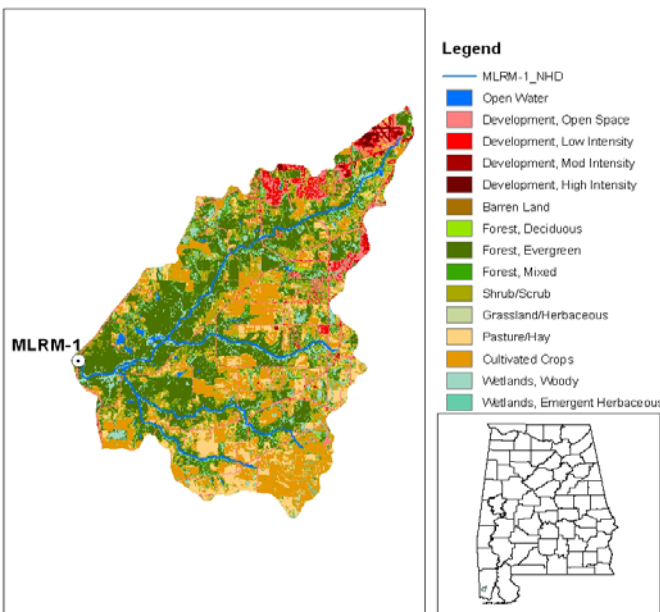 Legend
MLRM-1_NHD
Open Water
Development, Open Space
Development, Low Intensity
Development, Mod Intensity
Development, High Intensity
Barren Land
Forest, Deciduous
Forest, Evergreen
Forest, Mixed
Shrub/Scrub
Grassland/Herbaceous
Pasture/Hay
Cultivated Crops
Wetlands, Woody
Wetlands, Emergent Herbaceous
MLRM-1